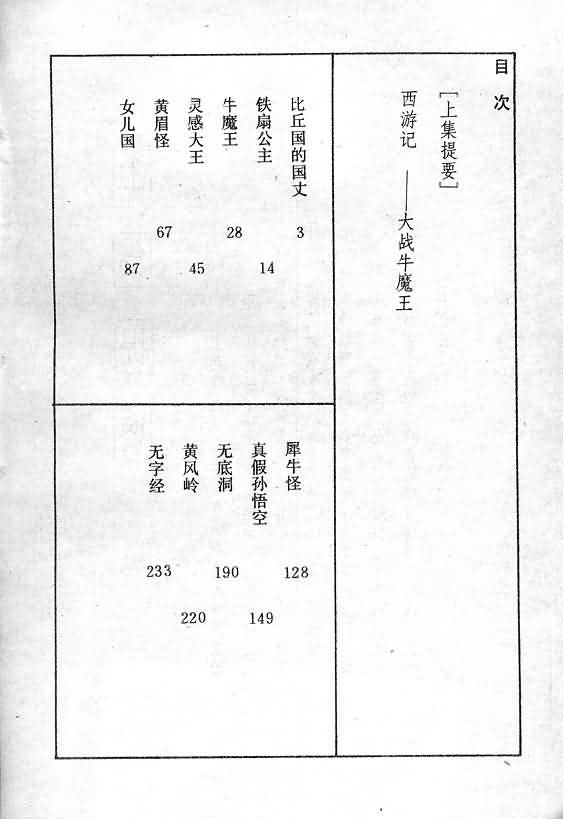 目次
[上集提要]
西游记 ——大战牛魔王
比丘国的国丈 3
铁扇公主 14
牛魔王 28
灵感大王 45
黄眉怪 67
女儿国 87
犀牛怪 128
真假孙悟空 149
无底洞 190
黄风岭 220
无字经 233